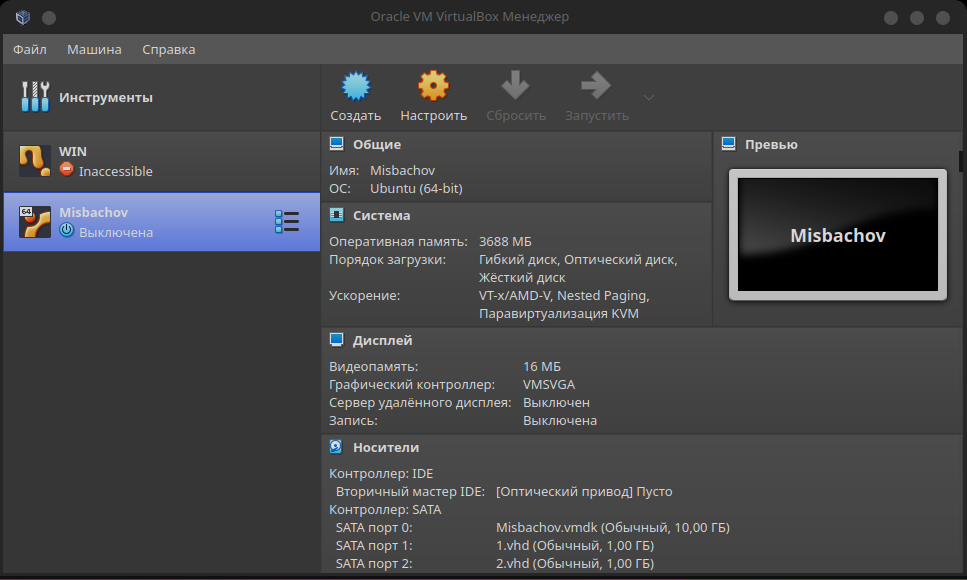 Oracle VM VirtualBox Менеджер
Файл Машина Справка
Инструменты
Создать Настроить Сбросить Запустить
WIN
Inaccessible
64
Misbachov
Выключена
Общие
Имя: Misbachov
ОС: Ubuntu (64-bit)
Превью
Misbachov
Система
Оперативная память: 3688 МБ
Порядок загрузки: Гибкий диск, Оптический диск,
Жёсткий диск
Ускорение: VT-x/AMD-V, Nested Paging,
Паравиртуализация KVM
Дисплей
Видеопамять: 16 МБ
Графический контроллер: VMSVGA
Сервер удалённого дисплея: Выключен
Запись: Выключена
Носители
Контроллер: IDE
Вторичный мастер IDE: [Оптический привод] Пусто
Контроллер: SATA
SATA порт 0: Misbachov.vmdk (Обычный, 10,00 ГБ)
SATA порт 1: 1.vhd (Обычный, 1,00 ГБ)
SATA порт 2: 2.vhd (Обычный, 1,00 ГБ)